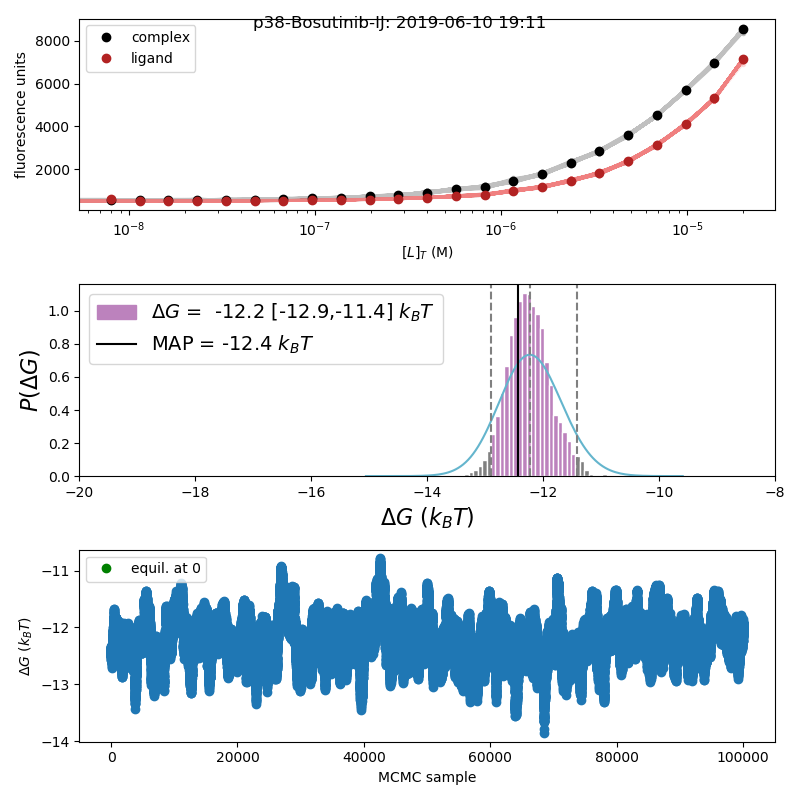 p38-Bosutinib-IJ: 2019-06-10 19:11
complex
ligand
fluorescence units
8000
6000
4000
2000
10⁻⁸
10⁻⁷
10⁻⁶
10⁻⁵
[L]_T (M)
ΔG = -12.2 [-12.9,-11.4] k_BT
MAP = -12.4 k_BT
P(ΔG)
1.0
0.8
0.6
0.4
0.2
0.0
−20
−18
−16
−14
−12
−10
−8
ΔG (k_BT)
equil. at 0
ΔG (k_BT)
−11
−12
−13
−14
0
20000
40000
60000
80000
100000
MCMC sample